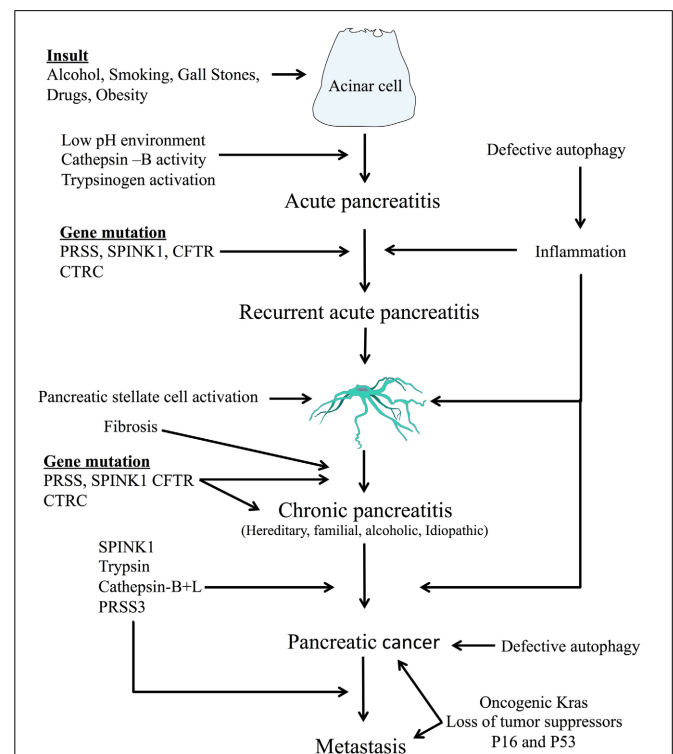 Insult
Alcohol, Smoking, Gall Stones,
Drugs, Obesity
Acinar cell
Low pH environment
Cathepsin –B activity
Trypsinogen activation
Defective autophagy
Acute pancreatitis
Gene mutation
PRSS, SPINK1, CFTR
CTRC
Inflammation
Recurrent acute pancreatitis
Pancreatic stellate cell activation
Fibrosis
Gene mutation
PRSS, SPINK1 CFTR
CTRC
Chronic pancreatitis
(Hereditary, familial, alcoholic, Idiopathic)
SPINK1
Trypsin
Cathepsin-B+L
PRSS3
Pancreatic cancer
Defective autophagy
Oncogenic Kras
Loss of tumor suppressors
P16 and P53
Metastasis